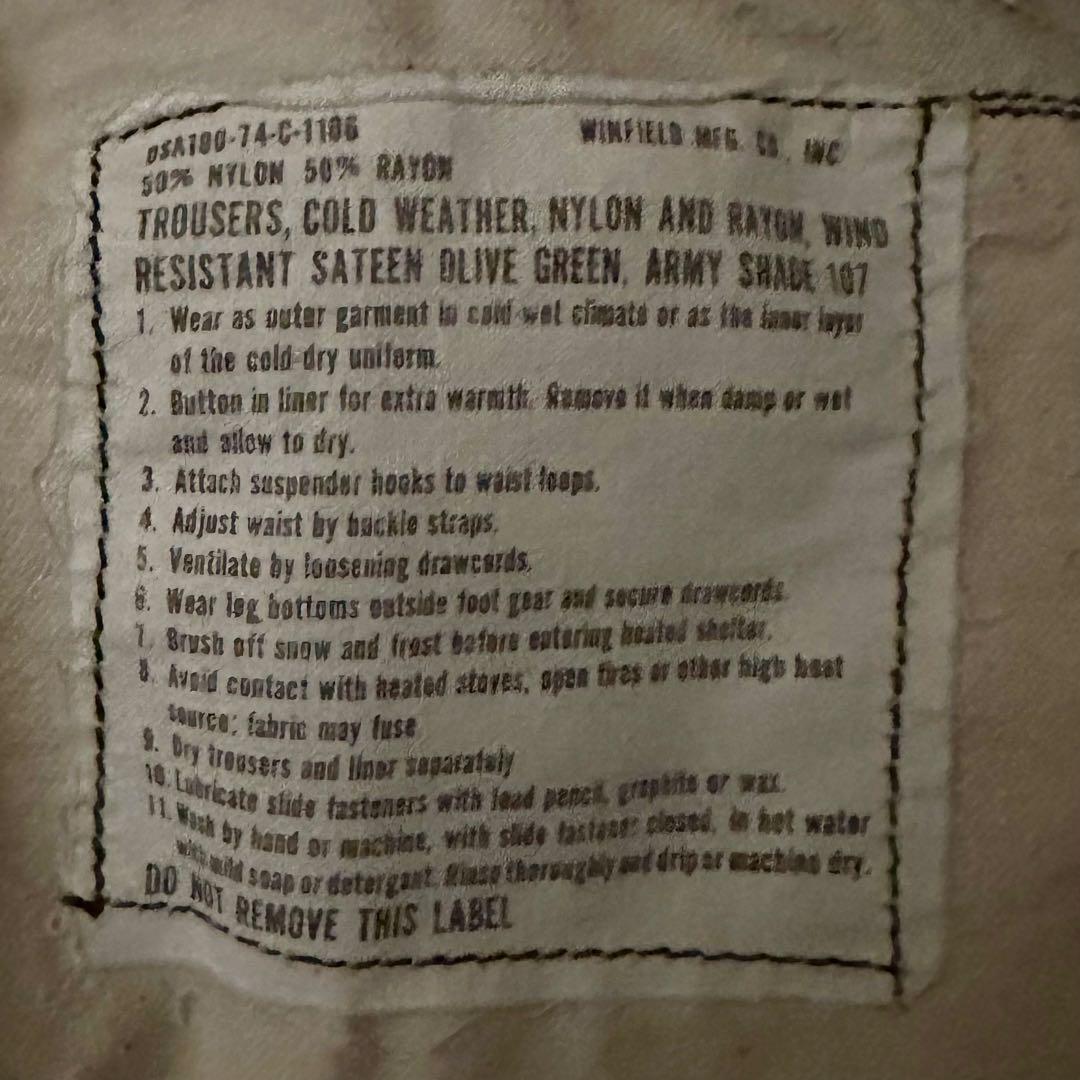 DSA100-74-C-1106 WINFIELD MFG. CO., INC
50% NYLON 50% RAYON
TROUSERS, COLD WEATHER, NYLON AND RAYON, WIND
RESISTANT SATEEN OLIVE GREEN, ARMY SHADE 107
1. Wear as outer garment in cold-wet climate or as the inner layer
of the cold-dry uniform.
2. Button in liner for extra warmth. Remove it when damp or wet
and allow to dry.
3. Attach suspender hooks to waist loops.
4. Adjust waist by buckle straps.
5. Ventilate by loosening drawcords.
6. Wear leg bottoms outside foot gear and secure drawcords.
7. Brush off snow and frost before entering heated shelter.
8. Avoid contact with heated stoves, open fires or other high heat
source; fabric may fuse
9. Dry trousers and liner separately
10. Lubricate slide fasteners with lead pencil, graphite or wax.
11. Wash by hand or machine, with slide fastener closed, in hot water
with mild soap or detergent. Rinse thoroughly and drip or machine dry.
DO NOT REMOVE THIS LABEL